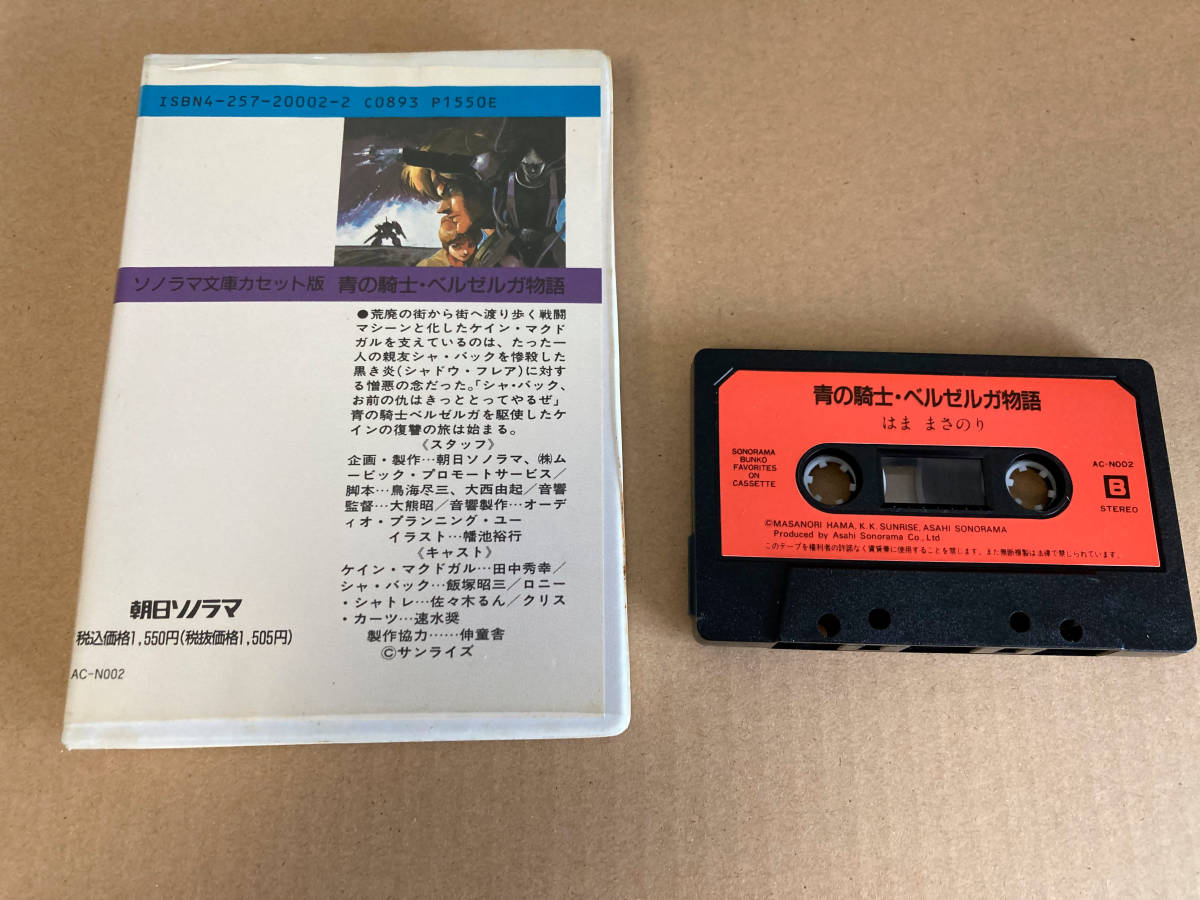 ISBN4-257-20002-2 C0893 P1550E
ソノラマ文庫カセット版 青の騎士・ベルゼルガ物語
●荒廃の街から街へ渡り歩く戦闘
マシーンと化したケイン・マクド
ガルを支えているのは、たった一
人の親友シャ・バックを惨殺した
黒き炎(シャドウ・フレア)に対す
る憎悪の念だった。「シャ・バック、
お前の仇はきっととってやるぜ」
青の騎士ベルゼルガを駆使したケ
インの復讐の旅は始まる。
《スタッフ》
企画・製作…朝日ソノラマ、㈱ム
ービック・プロモートサービス/
脚本…鳥海尽三、大西由起/音響
監督…大熊昭/音響製作…オーデ
ィオ・プランニング・ユー
イラスト…幡池裕行
《キャスト》
ケイン・マクドガル…田中秀幸/
シャ・バック…飯塚昭三/ロニー
・シャトレ…佐々木るん/クリス
・カーツ…速水奨
製作協力……伸童舎
©サンライズ
朝日ソノラマ
税込価格1,550円(税抜価格1,505円)
AC-N002
青の騎士・ベルゼルガ物語
はま まさのり
SONORAMA
BUNKO
FAVORITES
ON
CASSETTE
AC-N002
B
STEREO
©MASANORI HAMA, K.K. SUNRISE, ASAHI SONORAMA
Produced by Asahi Sonorama Co., Ltd
このテープを権利者の許諾なく賃貸業に使用することを禁じます。また無断複製は法律で禁じられています。